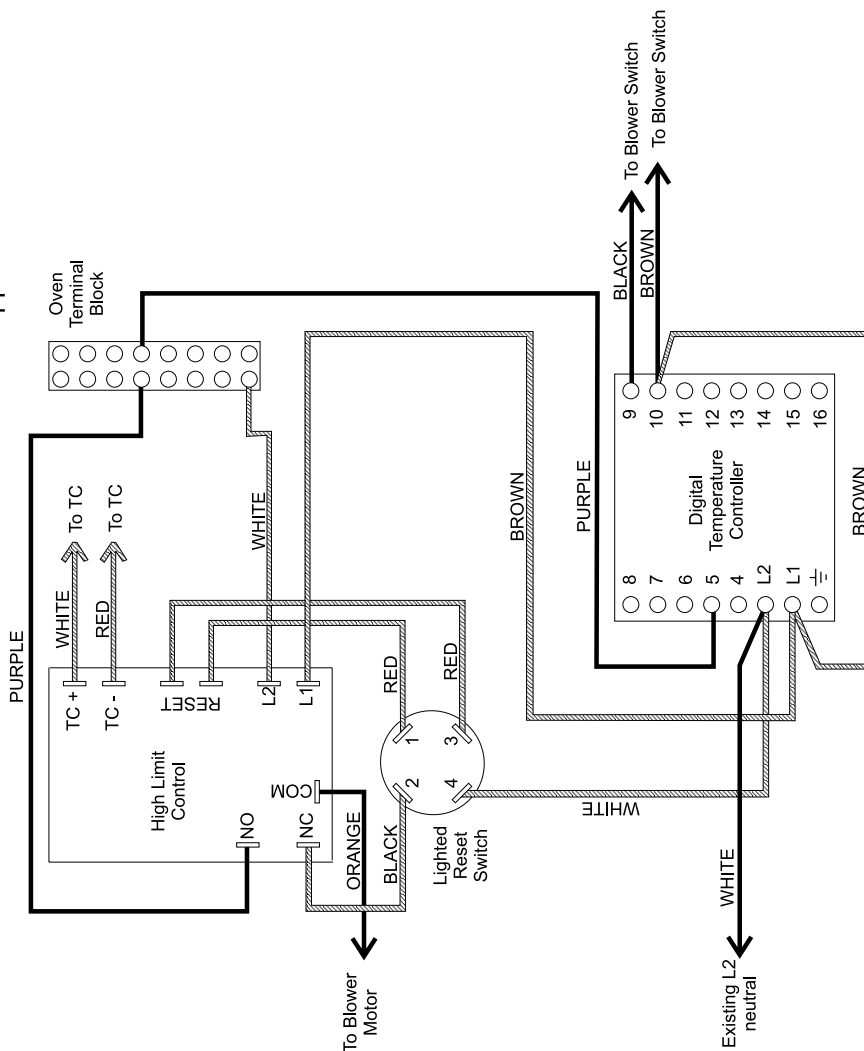 Oven
Terminal
Block
PURPLE
WHITE
To TC
RED
To TC
TC +
TC -
RESET
L2
L1
High Limit
Control
NO
NC
COM
WHITE
BROWN
PURPLE
ORANGE
BLACK
RED
RED
1
2
3
4
Lighted
Reset
Switch
WHITE
To Blower
Motor
WHITE
Existing L2
neutral
BLACK
To Blower Switch
BROWN
To Blower Switch
8
7
6
5
4
L2
L1
Digital
Temperature
Controller
9
10
11
12
13
14
15
16
BROWN